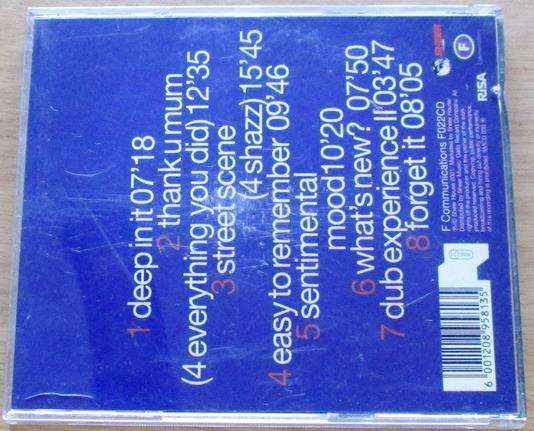 1 deep in it 07'18
2 thank u mum
(4 everything you did) 12'35
3 street scene
(4 shazz) 15'45
4 easy to remember 09'46
5 sentimental
mood 10'20
6 what's new? 07'50
7 dub experience II 03'47
8 forget it 08'05
F Communications F022CD
F
RiSA
6 001208 958135